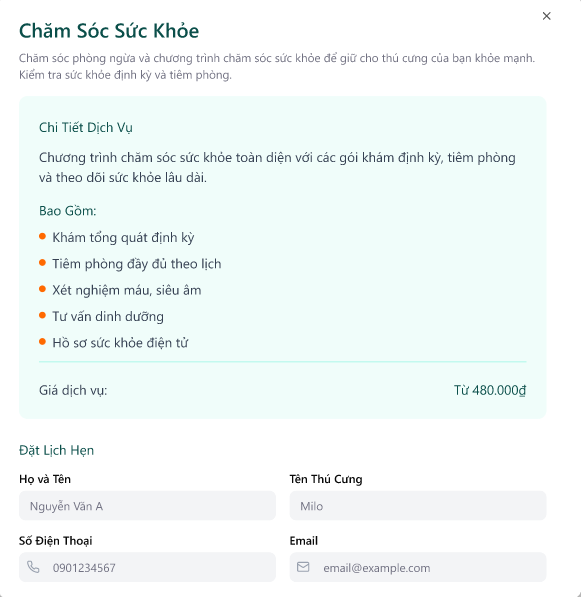 Chăm Sóc Sức Khỏe
Chăm sóc phòng ngừa và chương trình chăm sóc sức khỏe để giữ cho thú cưng của bạn khỏe mạnh.
Kiểm tra sức khỏe định kỳ và tiêm phòng.
Chi Tiết Dịch Vụ
Chương trình chăm sóc sức khỏe toàn diện với các gói khám định kỳ, tiêm phòng
và theo dõi sức khỏe lâu dài.
Bao Gồm:
Khám tổng quát định kỳ
Tiêm phòng đầy đủ theo lịch
Xét nghiệm máu, siêu âm
Tư vấn dinh dưỡng
Hồ sơ sức khỏe điện tử
Giá dịch vụ: Từ 480.000₫
Đặt Lịch Hẹn
Họ và Tên Tên Thú Cưng
Nguyễn Văn A Milo
Số Điện Thoại Email
0901234567 email@example.com